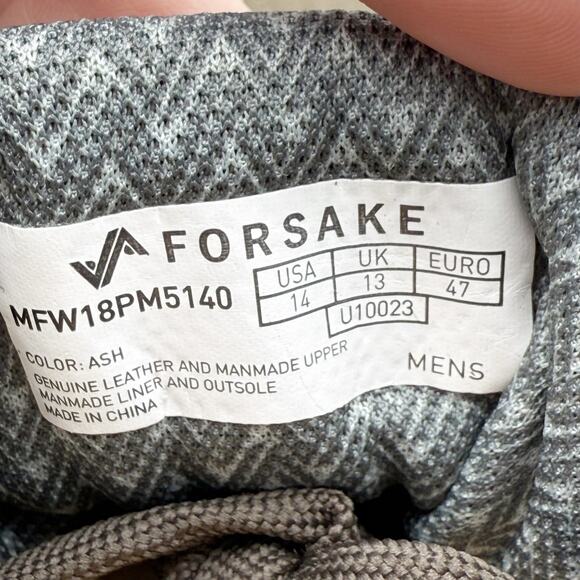 FORSAKE
MFW18PM5140
USA UK EURO
14 13 47
U10023
COLOR: ASH
GENUINE LEATHER AND MANMADE UPPER
MANMADE LINER AND OUTSOLE
MADE IN CHINA
MENS